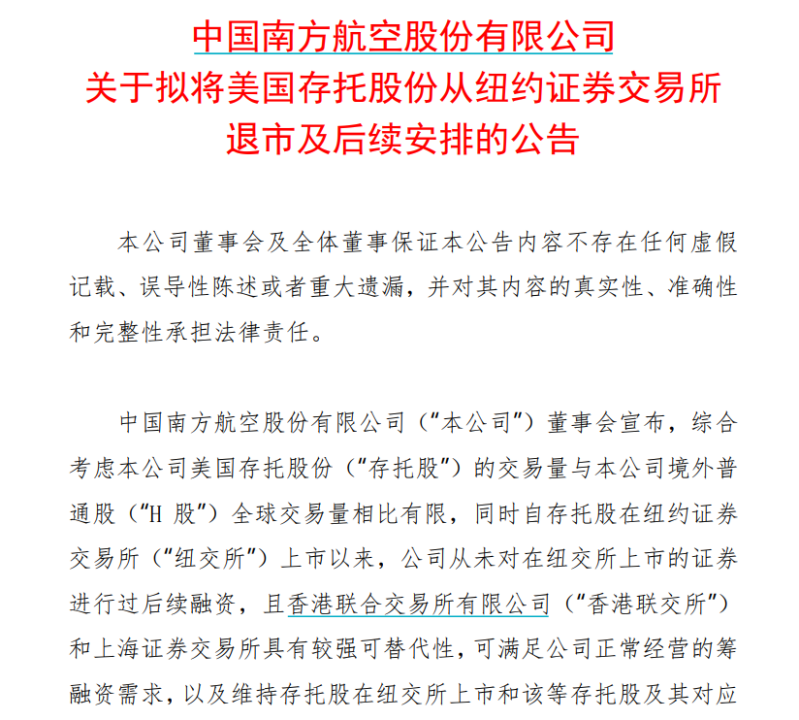 中国南方航空股份有限公司
关于拟将美国存托股份从纽约证券交易所
退市及后续安排的公告
本公司董事会及全体董事保证本公告内容不存在任何虚假
记载、误导性陈述或者重大遗漏，并对其内容的真实性、准确性
和完整性承担法律责任。
中国南方航空股份有限公司（"本公司"）董事会宣布，综合
考虑本公司美国存托股份（"存托股"）的交易量与本公司境外普
通股（"H 股"）全球交易量相比有限，同时自存托股在纽约证券
交易所（"纽交所"）上市以来，公司从未对在纽交所上市的证券
进行过后续融资，且香港联合交易所有限公司（"香港联交所"）
和上海证券交易所具有较强可替代性，可满足公司正常经营的筹
融资需求，以及维持存托股在纽交所上市和该等存托股及其对应